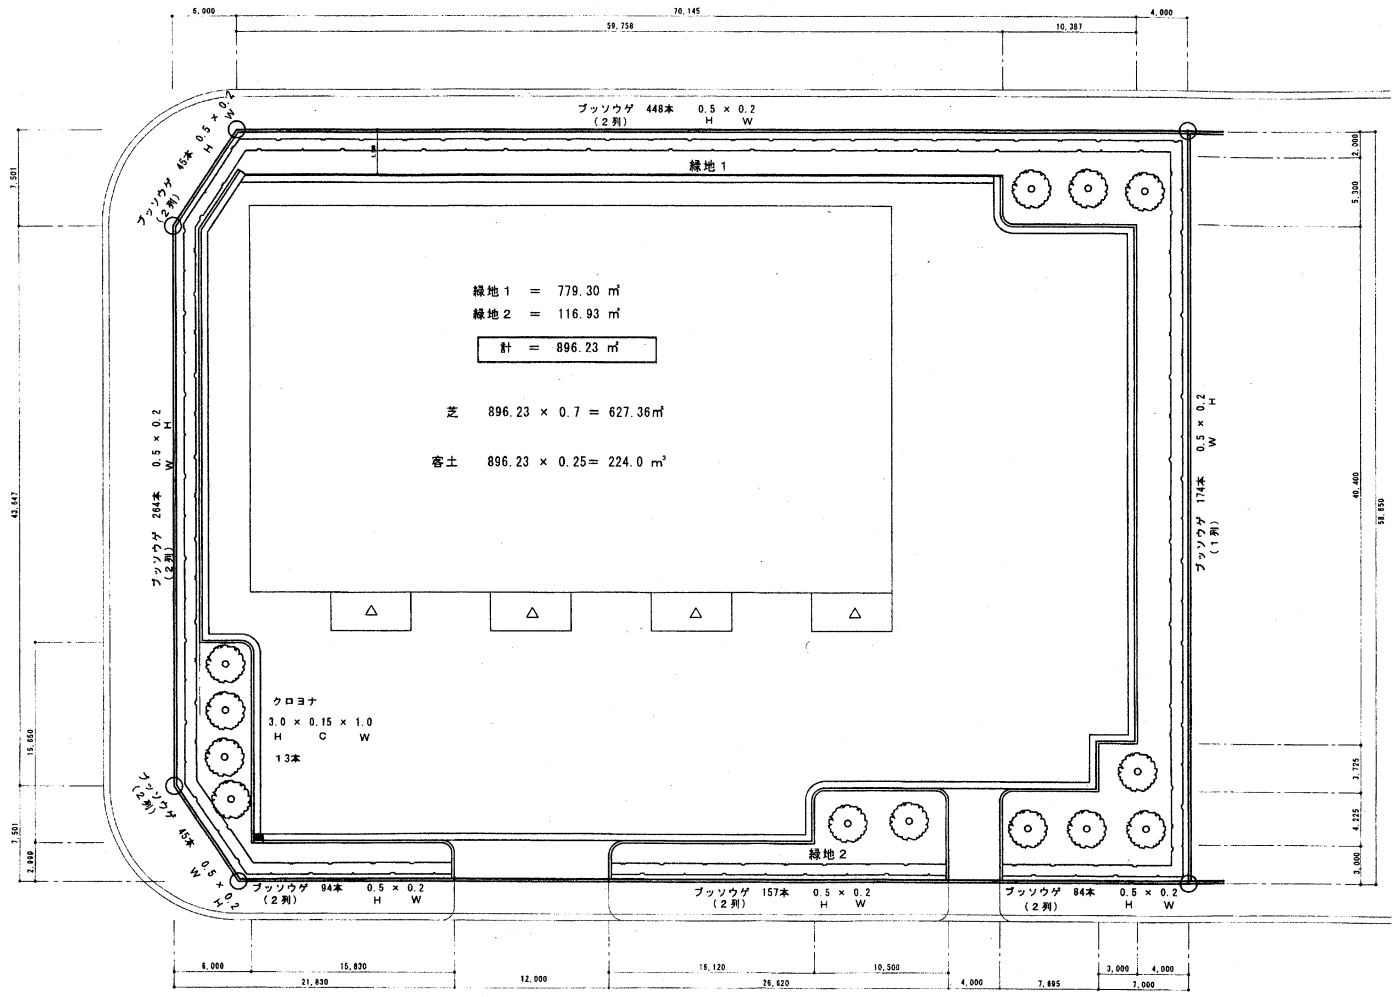 6,000
70,145
4,000
59,758
10,387
ブッソウゲ 448本 0.5 × 0.2
(2列) H W
ブッソウゲ 45本 0.5 × 0.2
(2列) H W
緑地1
7,501
2,000
5,300
緑地1 = 779.30 ㎡
緑地2 = 116.93 ㎡
計 = 896.23 ㎡
芝 896.23 × 0.7 = 627.36㎡
客土 896.23 × 0.25= 224.0 m³
ブッソウゲ 264本 0.5 × 0.2
(2列) W H
43,647
ブッソウゲ 174本 0.5 × 0.2
(1列) W H
40,400
58,650
クロヨナ
3.0 × 0.15 × 1.0
H C W
13本
15,650
ブッソウゲ 45本 0.5 × 0.2
(2列) W H
7,501
2,999
3,725
4,225
3,000
緑地2
ブッソウゲ 94本 0.5 × 0.2
(2列) H W
ブッソウゲ 157本 0.5 × 0.2
(2列) H W
ブッソウゲ 84本 0.5 × 0.2
(2列) H W
6,000
15,830
16,120
10,500
3,000
4,000
21,830
12,000
26,620
4,000
7,695
7,000